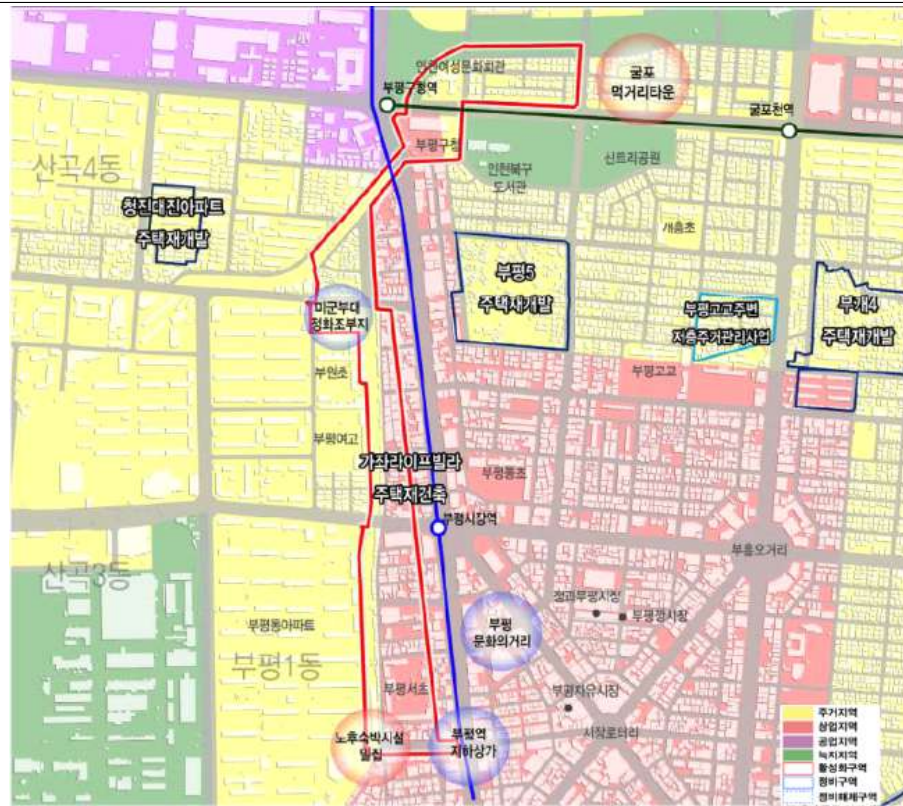 인천여성문화회관
부평구청역
굴포
먹거리타운
굴포천역
부평구청
산곡4동
인천북구
도서관
신트리공원
청진대진아파트
주택재개발
개흥초
부평5
주택재개발
미군부대
정화조부지
부평고교주변
저층주거관리사업
부개4
주택재개발
부원초
부평고교
부평여고
가좌라이프빌라
주택재건축
부평동초
부평시장역
부흥오거리
산곡3동
부평깡시장
부평
문화의거리
부평동아파트
부평1동
부평서초
부평자유시장
시장로터리
노후숙박시설
밀집
부평역
지하상가
주거지역
상업지역
공업지역
녹지지역
활성화구역
정비구역
정비해제구역